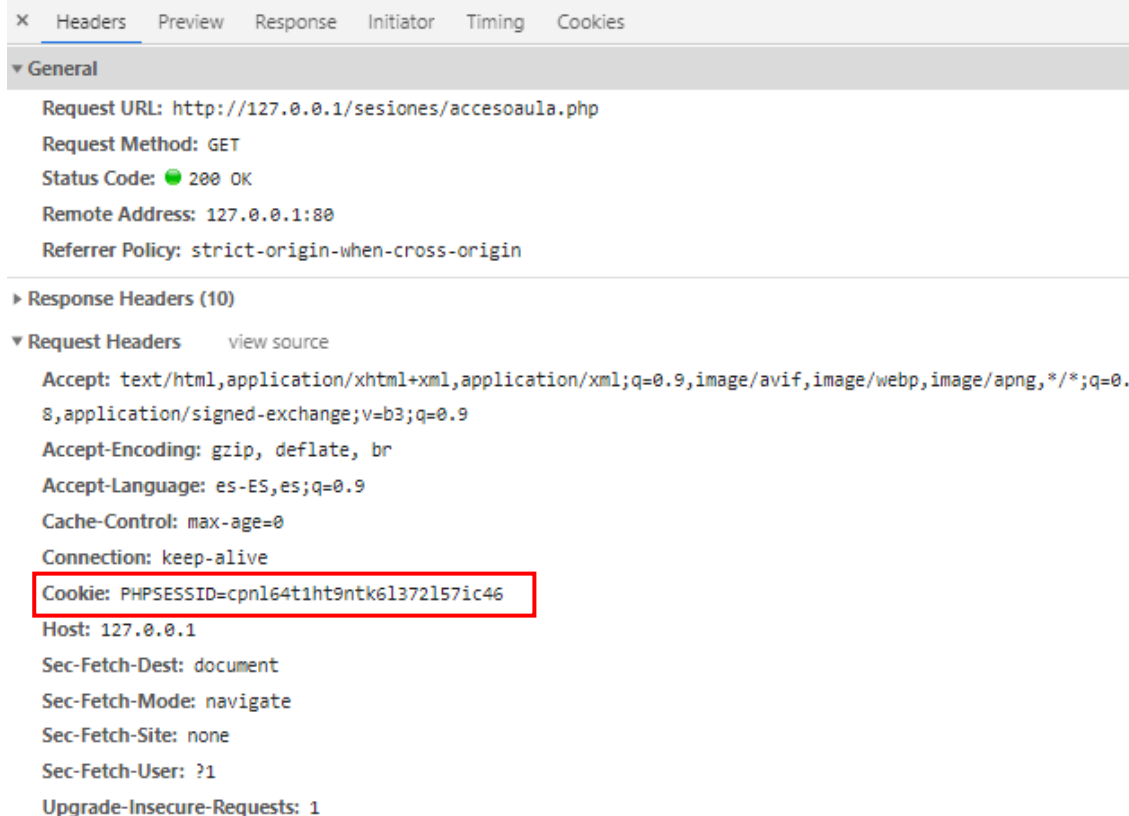 × Headers Preview Response Initiator Timing Cookies
▾ General
Request URL: http://127.0.0.1/sesiones/accesoaula.php
Request Method: GET
Status Code: 200 OK
Remote Address: 127.0.0.1:80
Referrer Policy: strict-origin-when-cross-origin
▸ Response Headers (10)
▾ Request Headers view source
Accept: text/html,application/xhtml+xml,application/xml;q=0.9,image/avif,image/webp,image/apng,*/*;q=0.
8,application/signed-exchange;v=b3;q=0.9
Accept-Encoding: gzip, deflate, br
Accept-Language: es-ES,es;q=0.9
Cache-Control: max-age=0
Connection: keep-alive
Cookie: PHPSESSID=cpnl64t1ht9ntk6l372l57ic46
Host: 127.0.0.1
Sec-Fetch-Dest: document
Sec-Fetch-Mode: navigate
Sec-Fetch-Site: none
Sec-Fetch-User: ?1
Upgrade-Insecure-Requests: 1